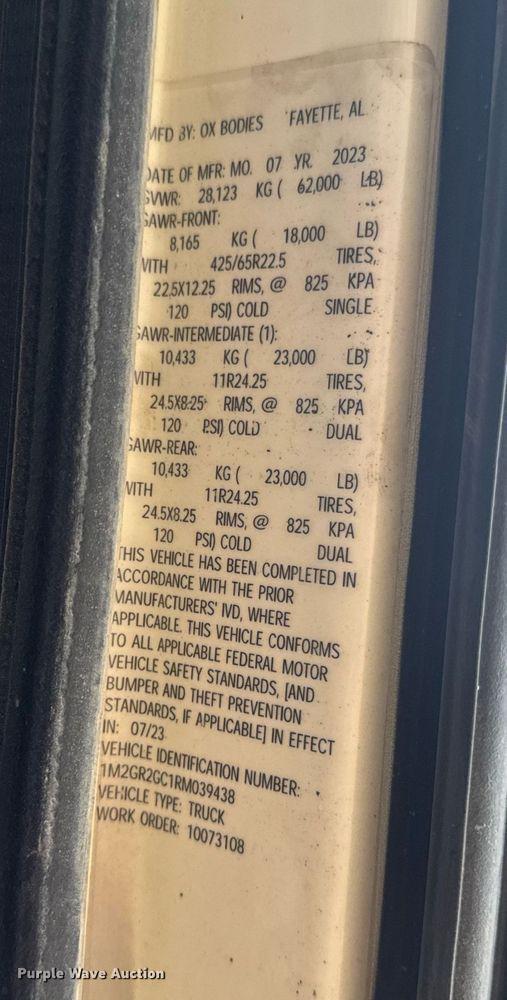 MFD BY: OX BODIES FAYETTE, AL
DATE OF MFR: MO. 07 YR. 2023
GVWR: 28,123 KG ( 62,000 LB)
GAWR-FRONT:
8,165 KG ( 18,000 LB)
WITH 425/65R22.5 TIRES,
22.5X12.25 RIMS, @ 825 KPA
120 PSI) COLD SINGLE
GAWR-INTERMEDIATE (1):
10,433 KG ( 23,000 LB)
WITH 11R24.25 TIRES,
24.5X8.25 RIMS, @ 825 KPA
120 PSI) COLD DUAL
GAWR-REAR:
10,433 KG ( 23,000 LB)
WITH 11R24.25 TIRES,
24.5X8.25 RIMS, @ 825 KPA
120 PSI) COLD DUAL
THIS VEHICLE HAS BEEN COMPLETED IN
ACCORDANCE WITH THE PRIOR
MANUFACTURERS' IVD, WHERE
APPLICABLE. THIS VEHICLE CONFORMS
TO ALL APPLICABLE FEDERAL MOTOR
VEHICLE SAFETY STANDARDS, [AND
BUMPER AND THEFT PREVENTION
STANDARDS, IF APPLICABLE] IN EFFECT
IN: 07/23
VEHICLE IDENTIFICATION NUMBER:
1M2GR2GC1RM039438
VEHICLE TYPE: TRUCK
WORK ORDER: 10073108
Purple Wave Auction